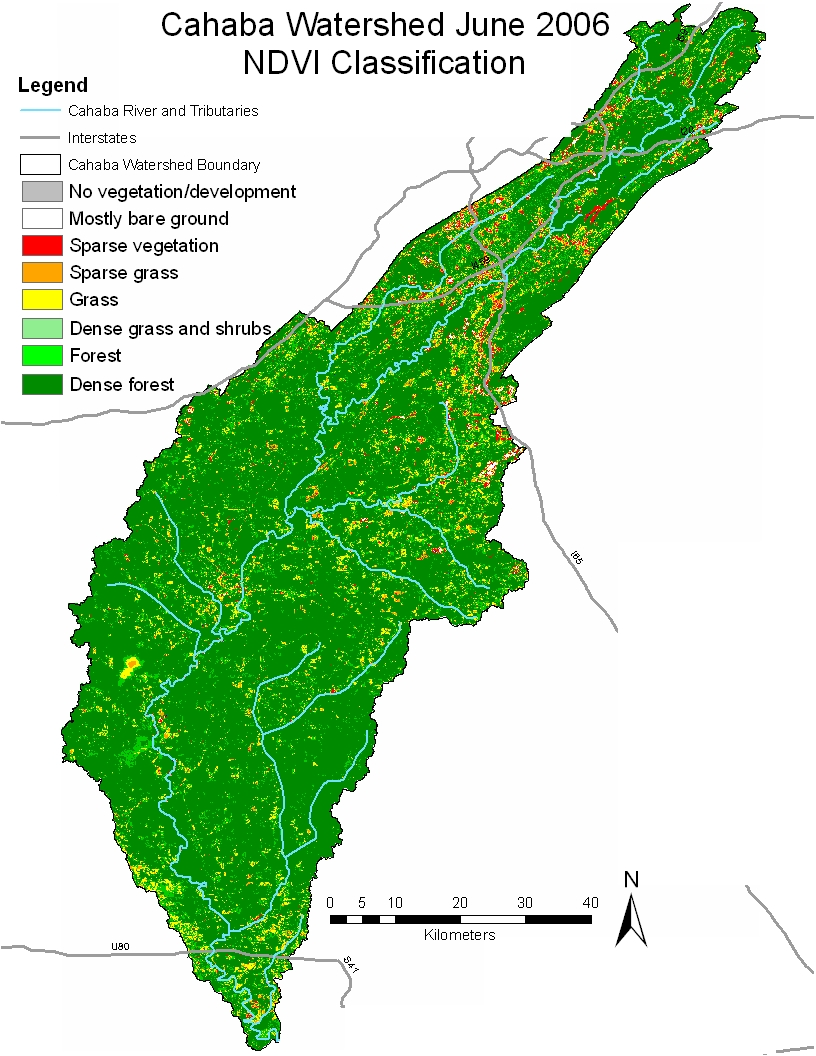 Cahaba Watershed June 2006
NDVI Classification
Legend
Cahaba River and Tributaries
Interstates
Cahaba Watershed Boundary
No vegetation/development
Mostly bare ground
Sparse vegetation
Sparse grass
Grass
Dense grass and shrubs
Forest
Dense forest
I65
N
0 5 10 20 30 40
Kilometers
U80
S41